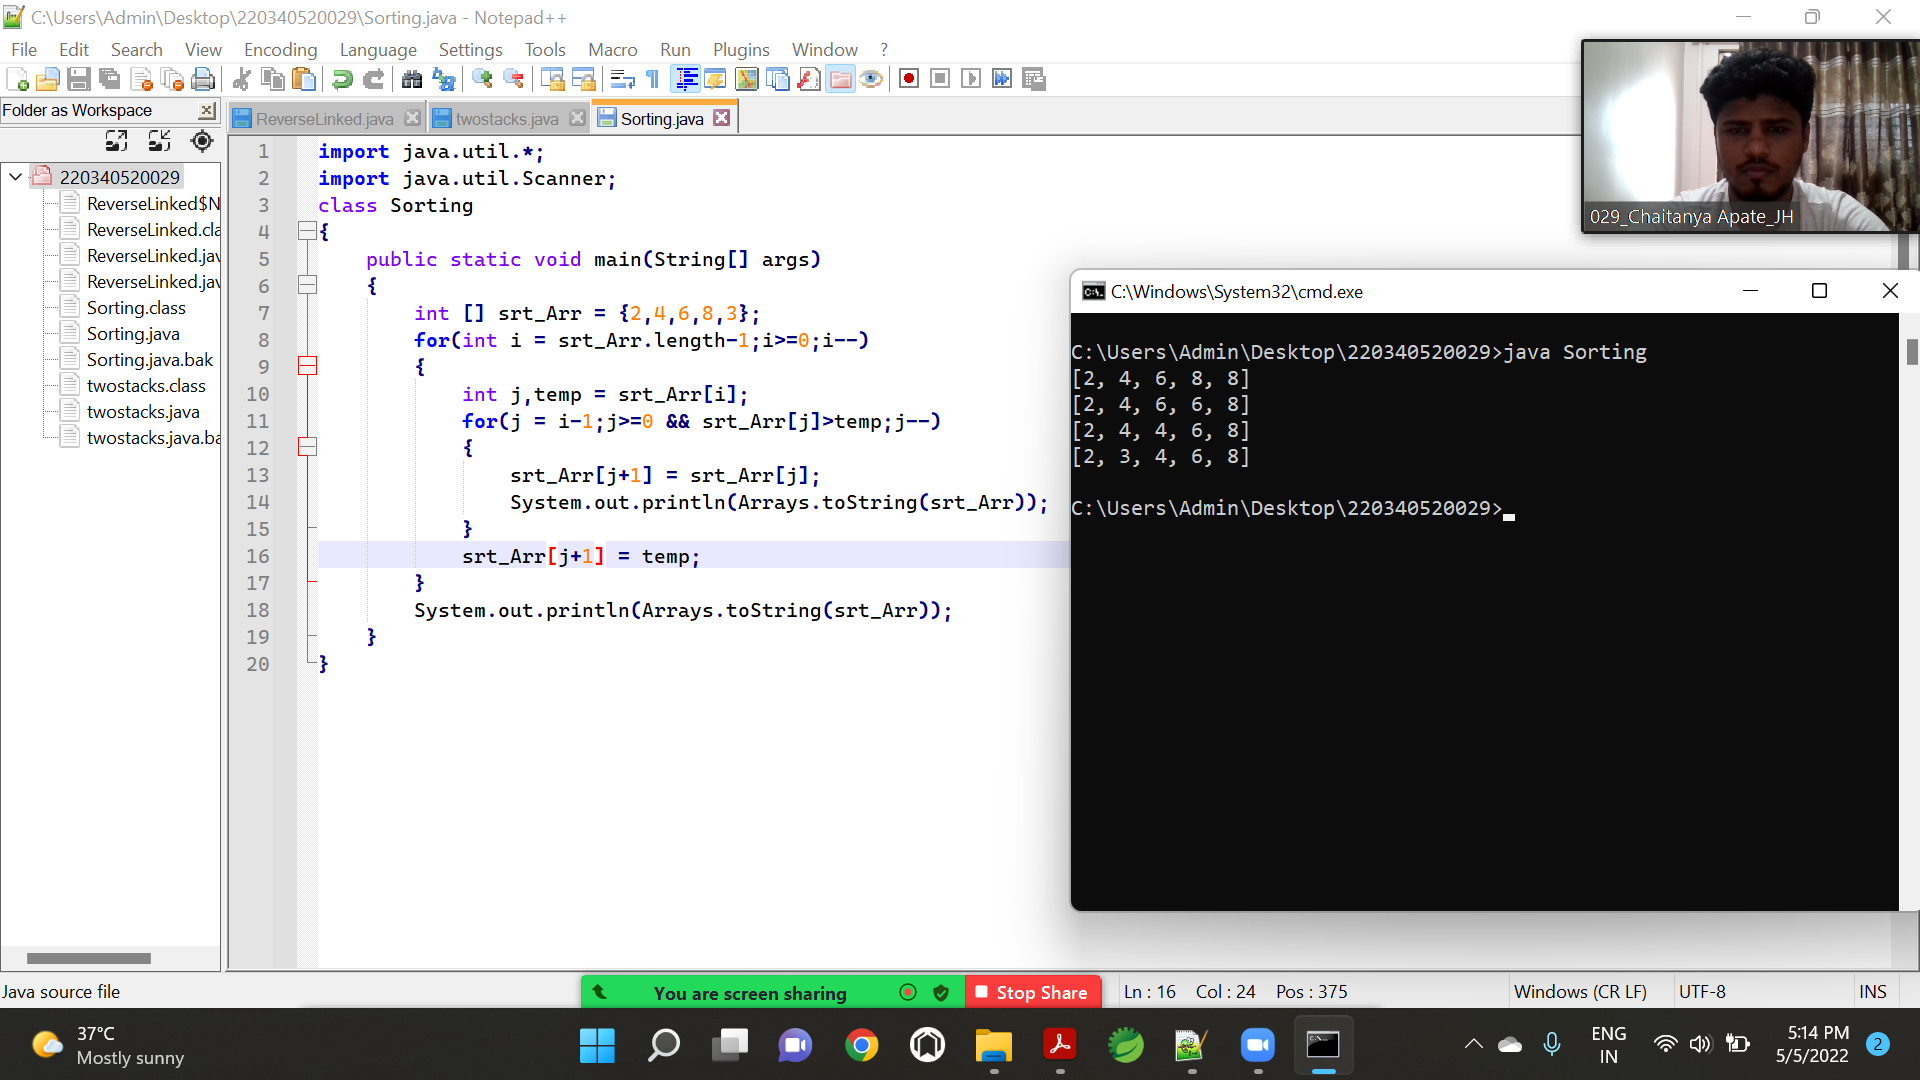 C:\Users\Admin\Desktop\220340520029\Sorting.java - Notepad++
File Edit Search View Encoding Language Settings Tools Macro Run Plugins Window ?
Folder as Workspace
ReverseLinked.java twostacks.java Sorting.java
220340520029
ReverseLinked$N
ReverseLinked.cla
ReverseLinked.jav
ReverseLinked.jav
Sorting.class
Sorting.java
Sorting.java.bak
twostacks.class
twostacks.java
twostacks.java.ba
1 import java.util.*;
2 import java.util.Scanner;
3 class Sorting
4 {
5 public static void main(String[] args)
6 {
7 int [] srt_Arr = {2,4,6,8,3};
8 for(int i = srt_Arr.length-1;i>=0;i--)
9 {
10 int j,temp = srt_Arr[i];
11 for(j = i-1;j>=0 && srt_Arr[j]>temp;j--)
12 {
13 srt_Arr[j+1] = srt_Arr[j];
14 System.out.println(Arrays.toString(srt_Arr));
15 }
16 srt_Arr[j+1] = temp;
17 }
18 System.out.println(Arrays.toString(srt_Arr));
19 }
20 }
029_Chaitanya Apate_JH
C:\Windows\System32\cmd.exe
C:\Users\Admin\Desktop\220340520029>java Sorting
[2, 4, 6, 8, 8]
[2, 4, 6, 6, 8]
[2, 4, 4, 6, 8]
[2, 3, 4, 6, 8]
C:\Users\Admin\Desktop\220340520029>
Java source file
You are screen sharing Stop Share
Ln : 16 Col : 24 Pos : 375
Windows (CR LF) UTF-8 INS
37°C
Mostly sunny
ENG
IN
5:14 PM
5/5/2022
2